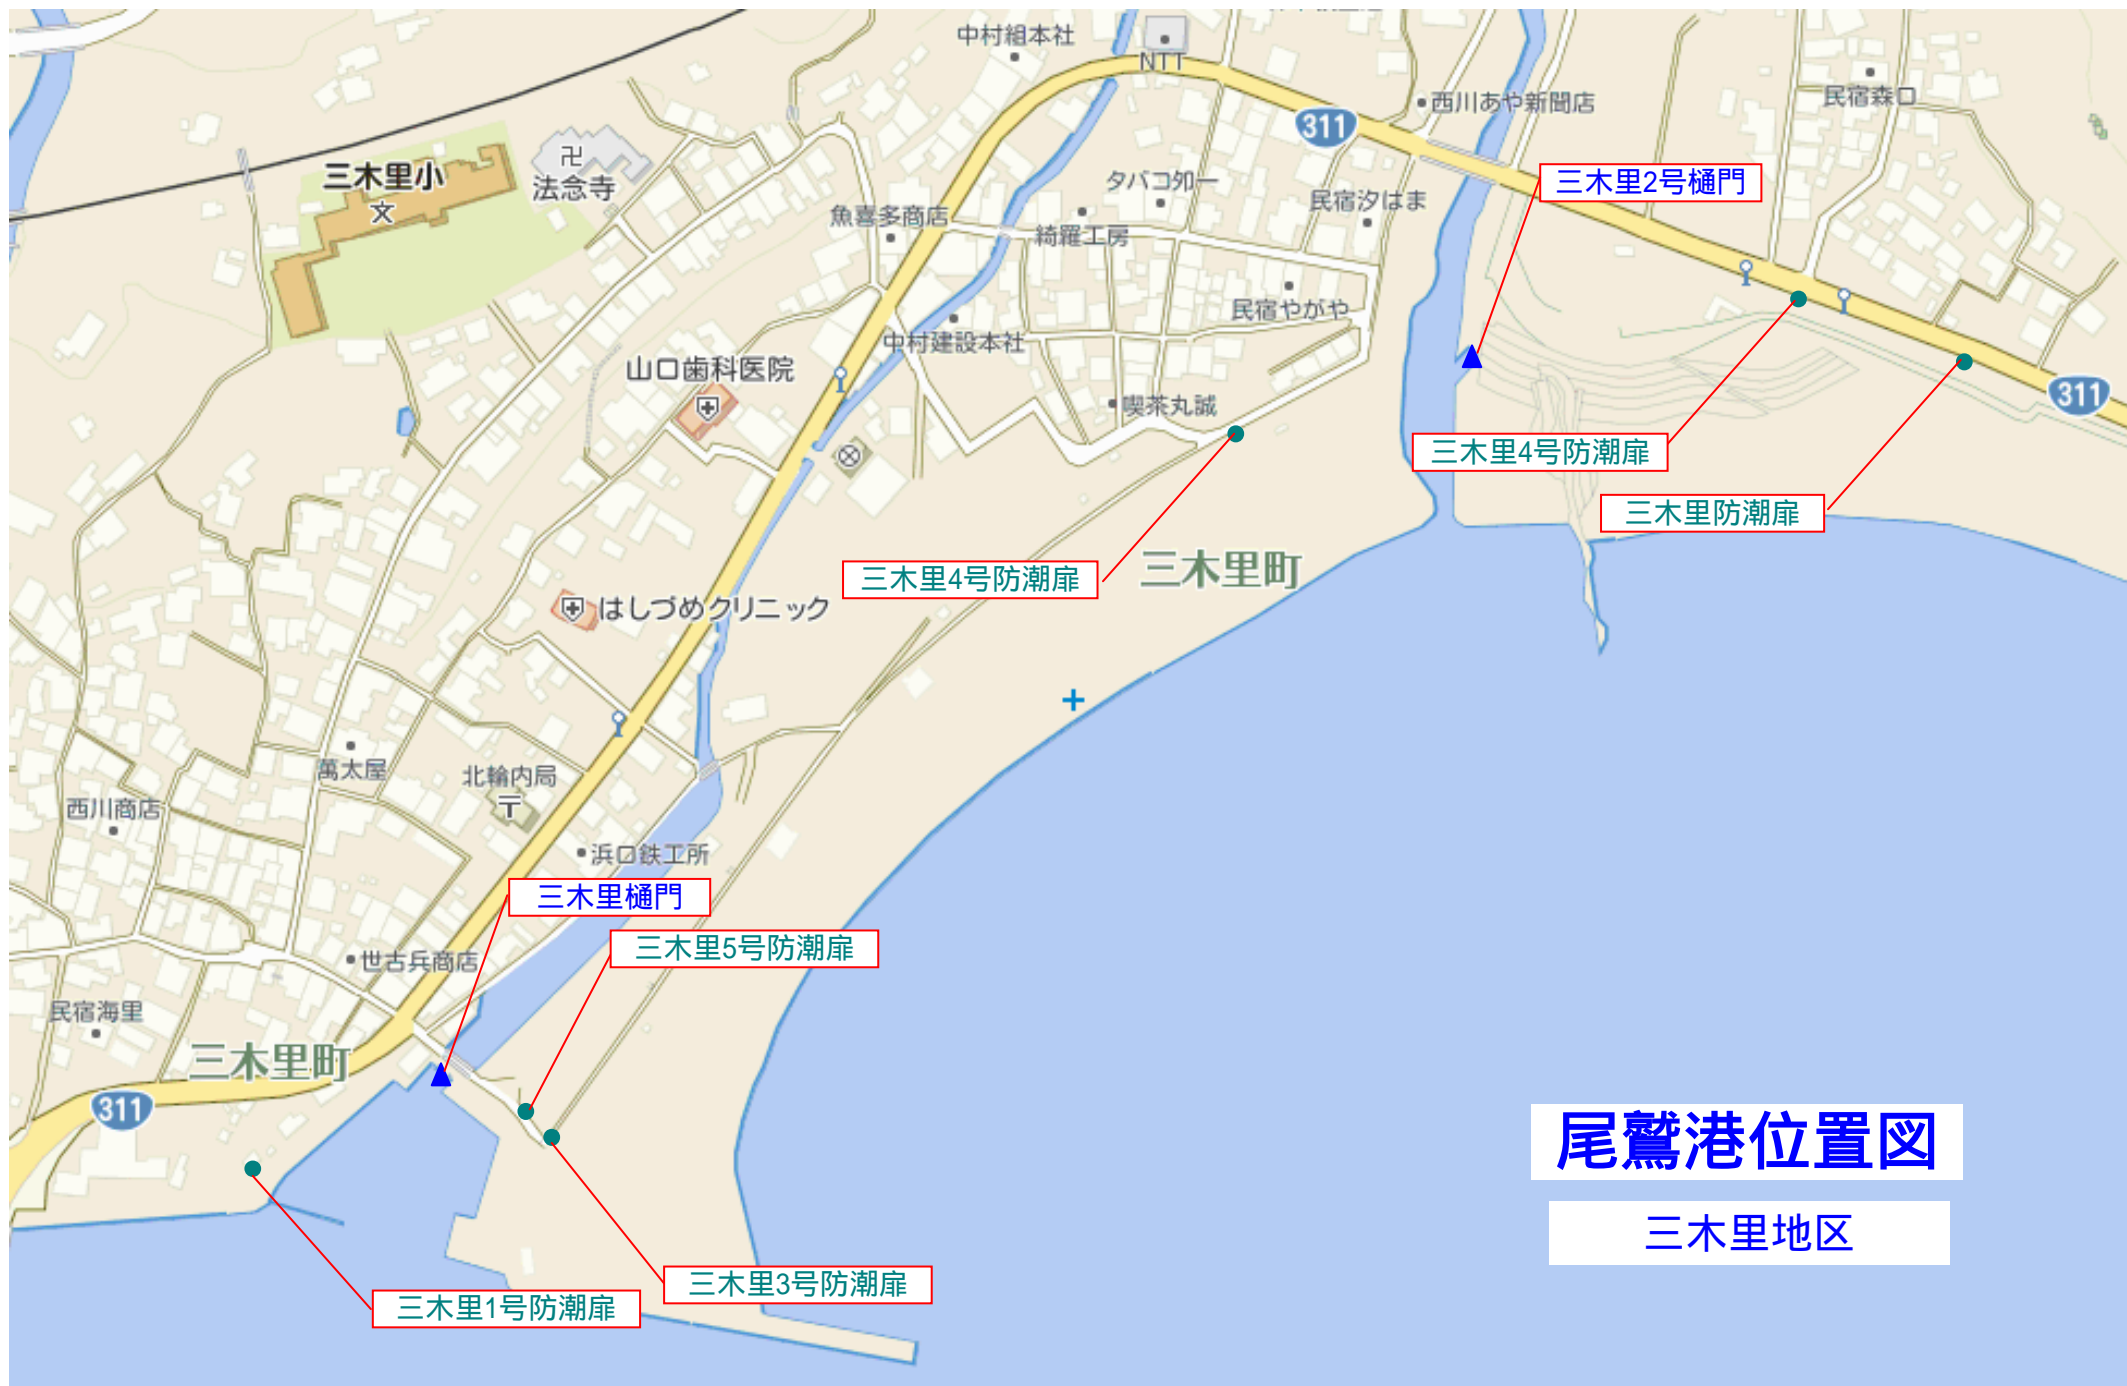 中村組本社
NTT
311
西川あや新聞店
民宿森口
三木里小
文
卍
法念寺
タバコ卯一
三木里2号樋門
民宿汐はま
魚喜多商店
綺羅工房
民宿やがや
中村建設本社
山口歯科医院
喫茶丸誠
311
三木里4号防潮扉
三木里防潮扉
三木里4号防潮扉
三木里町
はしづめクリニック
萬太屋
北輪内局
〒
西川商店
浜口鉄工所
三木里樋門
三木里5号防潮扉
世古兵商店
民宿海里
三木里町
311
尾鷲港位置図
三木里地区
三木里3号防潮扉
三木里1号防潮扉